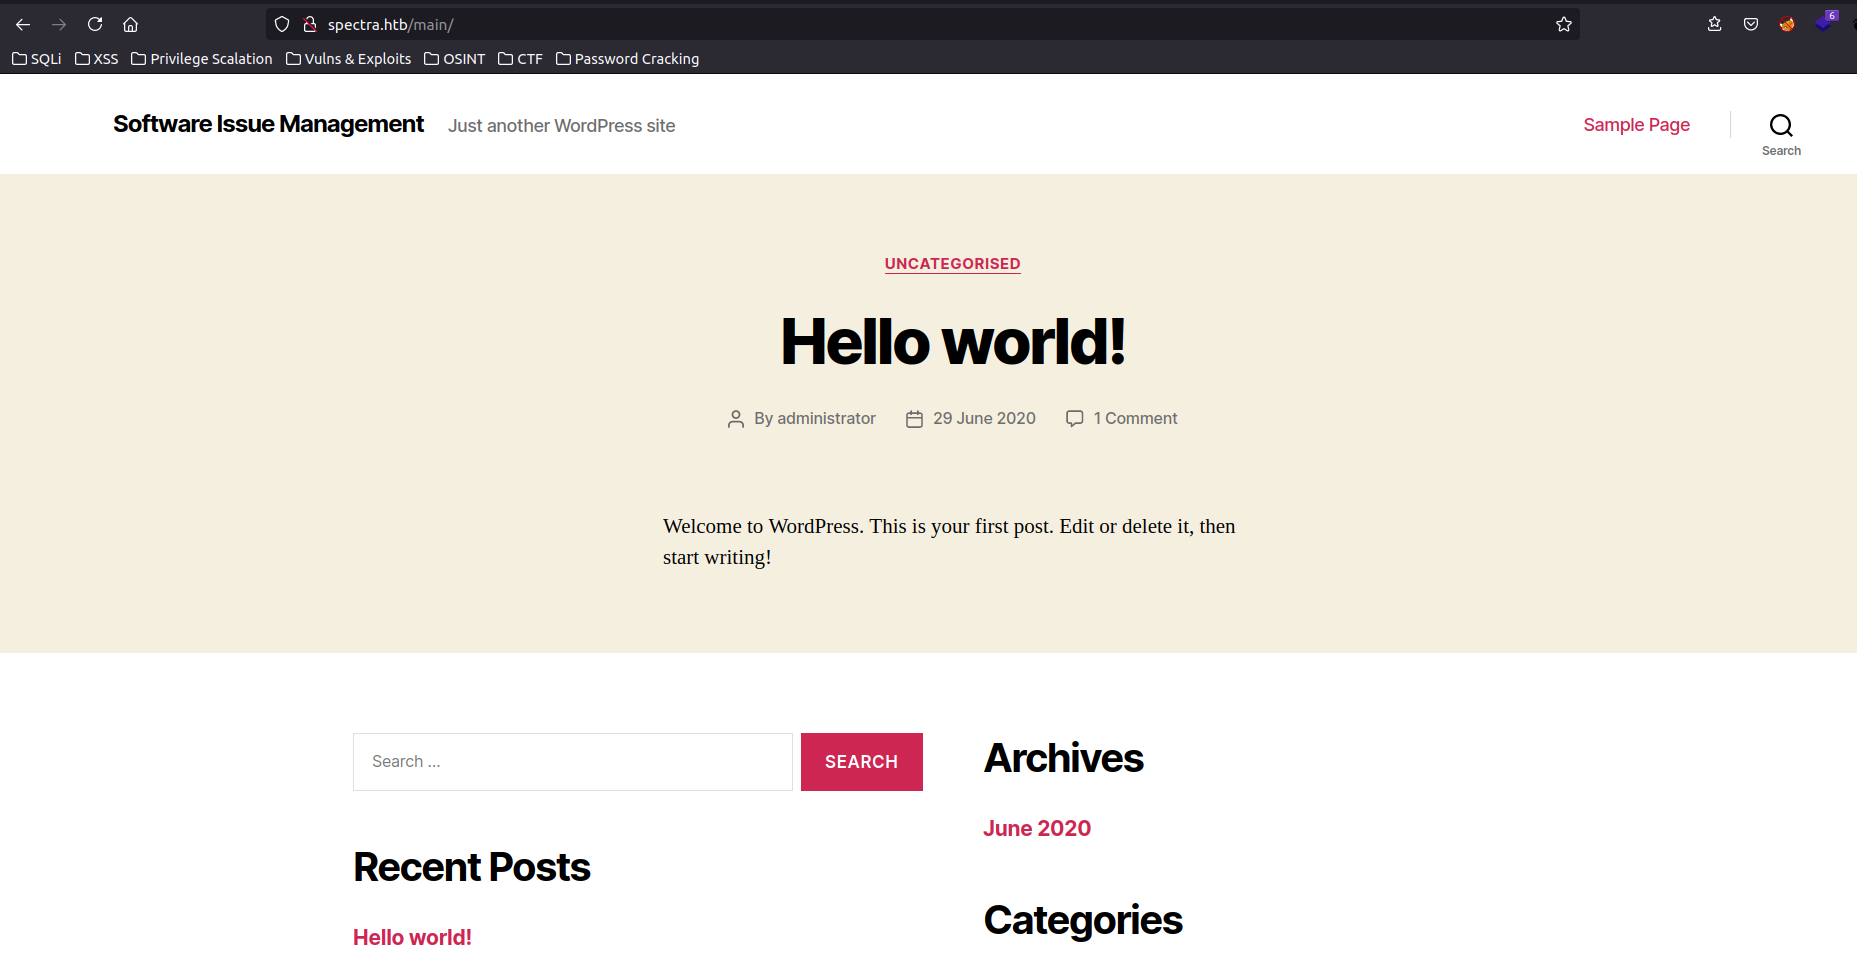 spectra.htb/main/
6
SQLi XSS Privilege Scalation Vulns & Exploits OSINT CTF Password Cracking
Software Issue Management Just another WordPress site Sample Page
Search
UNCATEGORISED
Hello world!
By administrator 29 June 2020 1 Comment
Welcome to WordPress. This is your first post. Edit or delete it, then
start writing!
Search … SEARCH
Archives
June 2020
Recent Posts
Categories
Hello world!